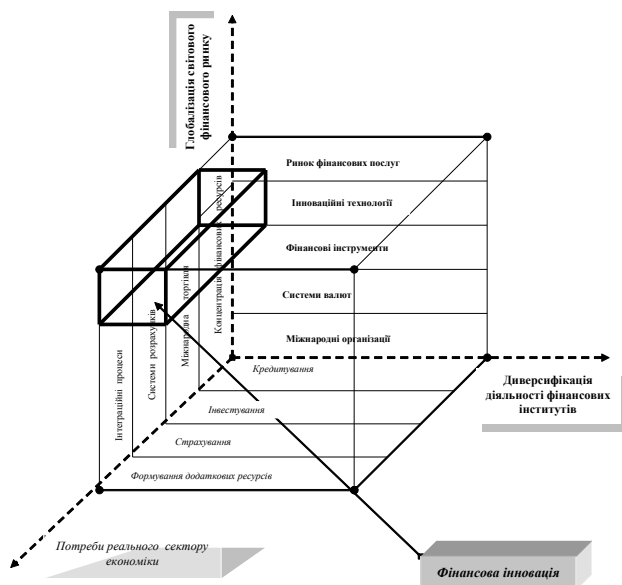 Глобалізація світового
фінансового ринку
Ринок фінансових послуг
Інноваційні технології
Фінансові інструменти
Системи валют
Міжнародні організації
Інтеграційні процеси
Системи розрахунків
Міжнародна торгівля
Концентрація фінансових ресурсів
Кредитування
Інвестування
Страхування
Формування додаткових ресурсів
Диверсифікація
діяльності фінансових
інститутів
Потреби реального сектору
економіки
Фінансова інновація